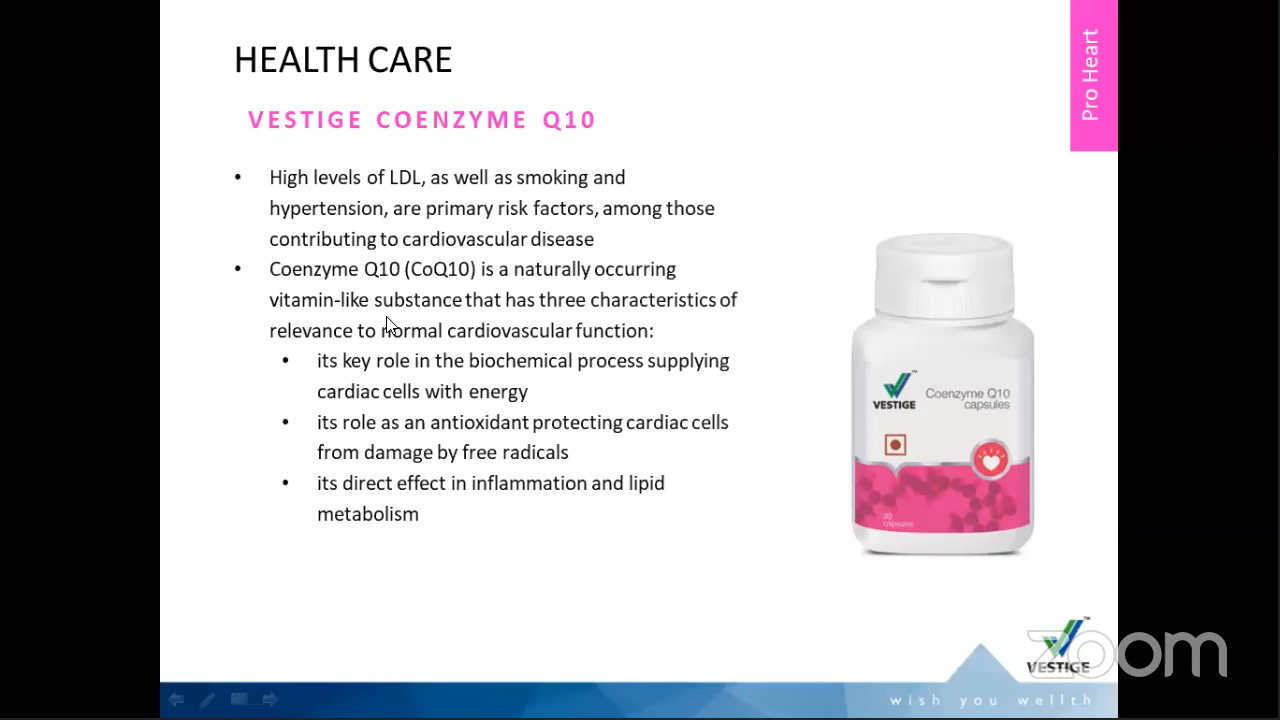 HEALTH CARE
Pro Heart
VESTIGE COENZYME Q10
• High levels of LDL, as well as smoking and
hypertension, are primary risk factors, among those
contributing to cardiovascular disease
• Coenzyme Q10 (CoQ10) is a naturally occurring
vitamin-like substance that has three characteristics of
relevance to normal cardiovascular function:
• its key role in the biochemical process supplying
cardiac cells with energy
• its role as an antioxidant protecting cardiac cells
from damage by free radicals
• its direct effect in inflammation and lipid
metabolism
VESTIGE
Coenzyme Q10
capsules
capsules
VESTIGE
zoom
wish you wellth